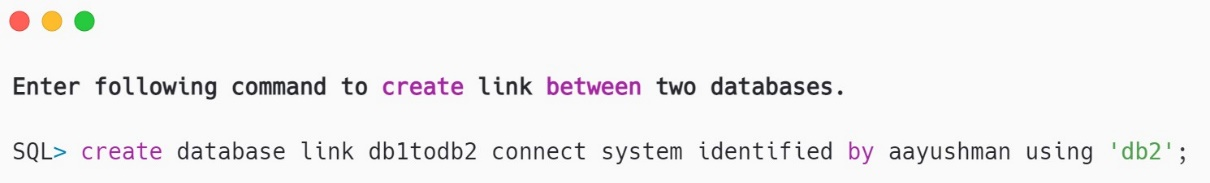 Enter following command to create link between two databases.
SQL> create database link db1todb2 connect system identified by aayushman using 'db2';